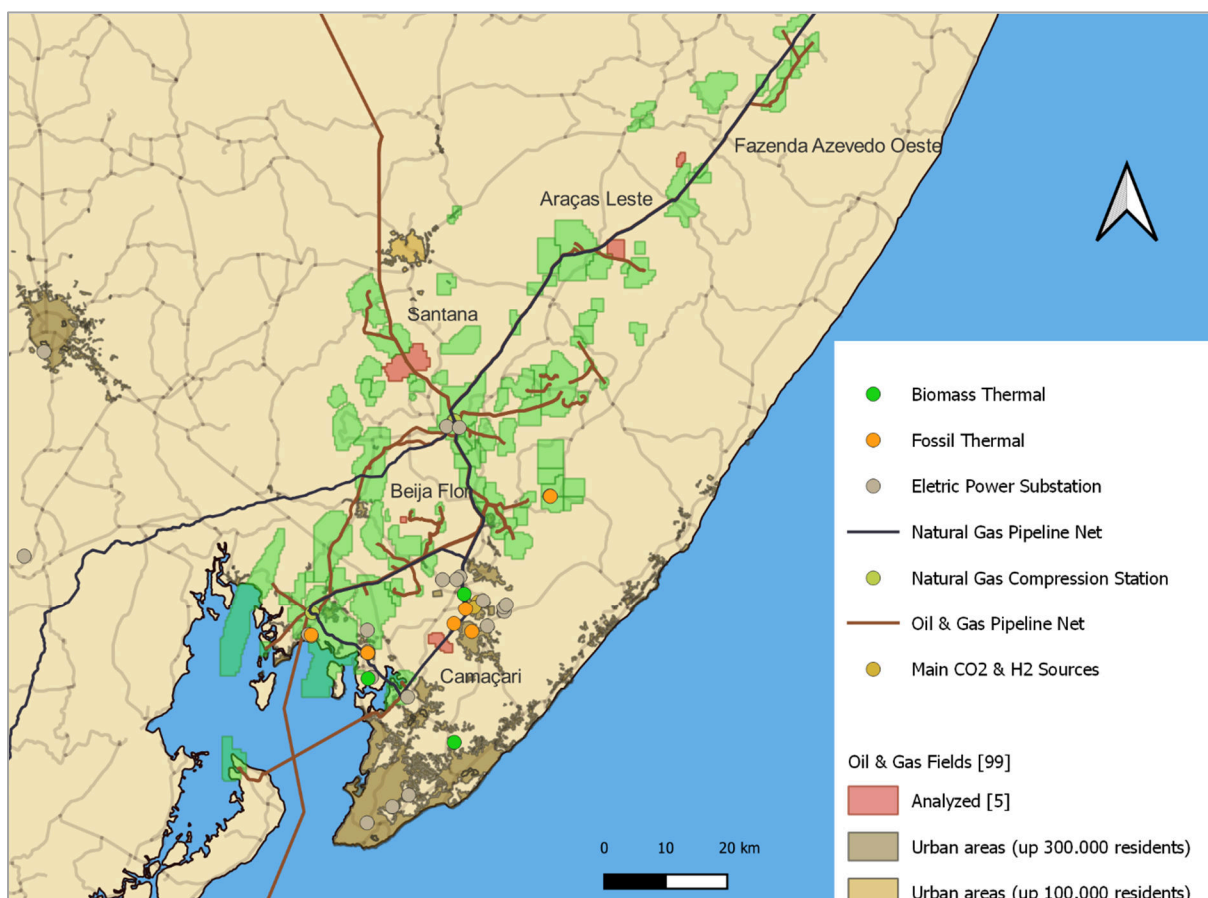 Fazenda Azevedo Oeste
Araças Leste
Santana
Beija Flor
Camaçari
0 10 20 km
Biomass Thermal
Fossil Thermal
Eletric Power Substation
Natural Gas Pipeline Net
Natural Gas Compression Station
Oil & Gas Pipeline Net
Main CO2 & H2 Sources
Oil & Gas Fields [99]
Analyzed [5]
Urban areas (up 300.000 residents)
Urban areas (up 100.000 residents)